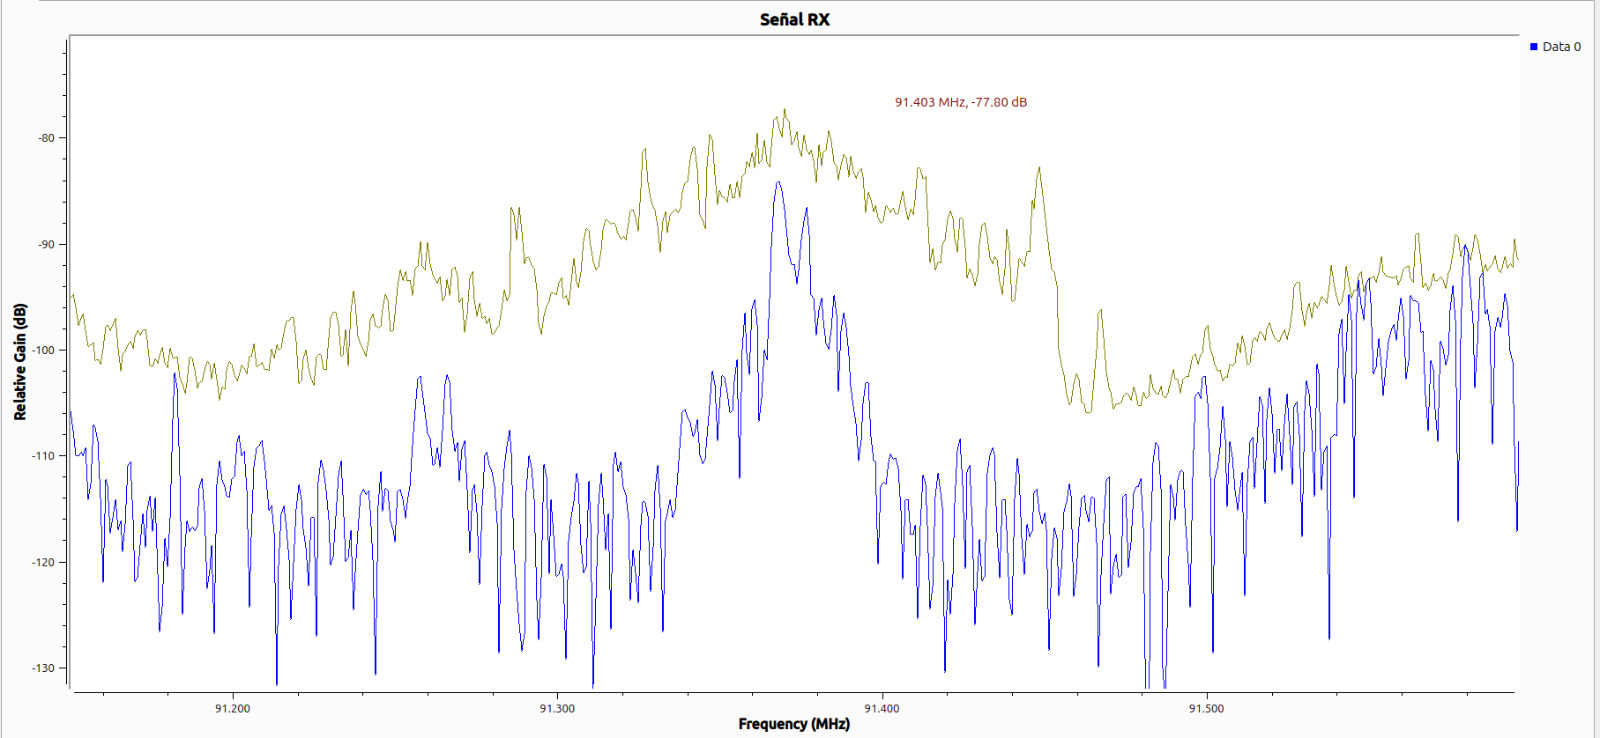 Señal RX
Data 0
91.403 MHz, -77.80 dB
-80
-90
-100
-110
-120
-130
Relative Gain (dB)
91.200
91.300
91.400
91.500
Frequency (MHz)